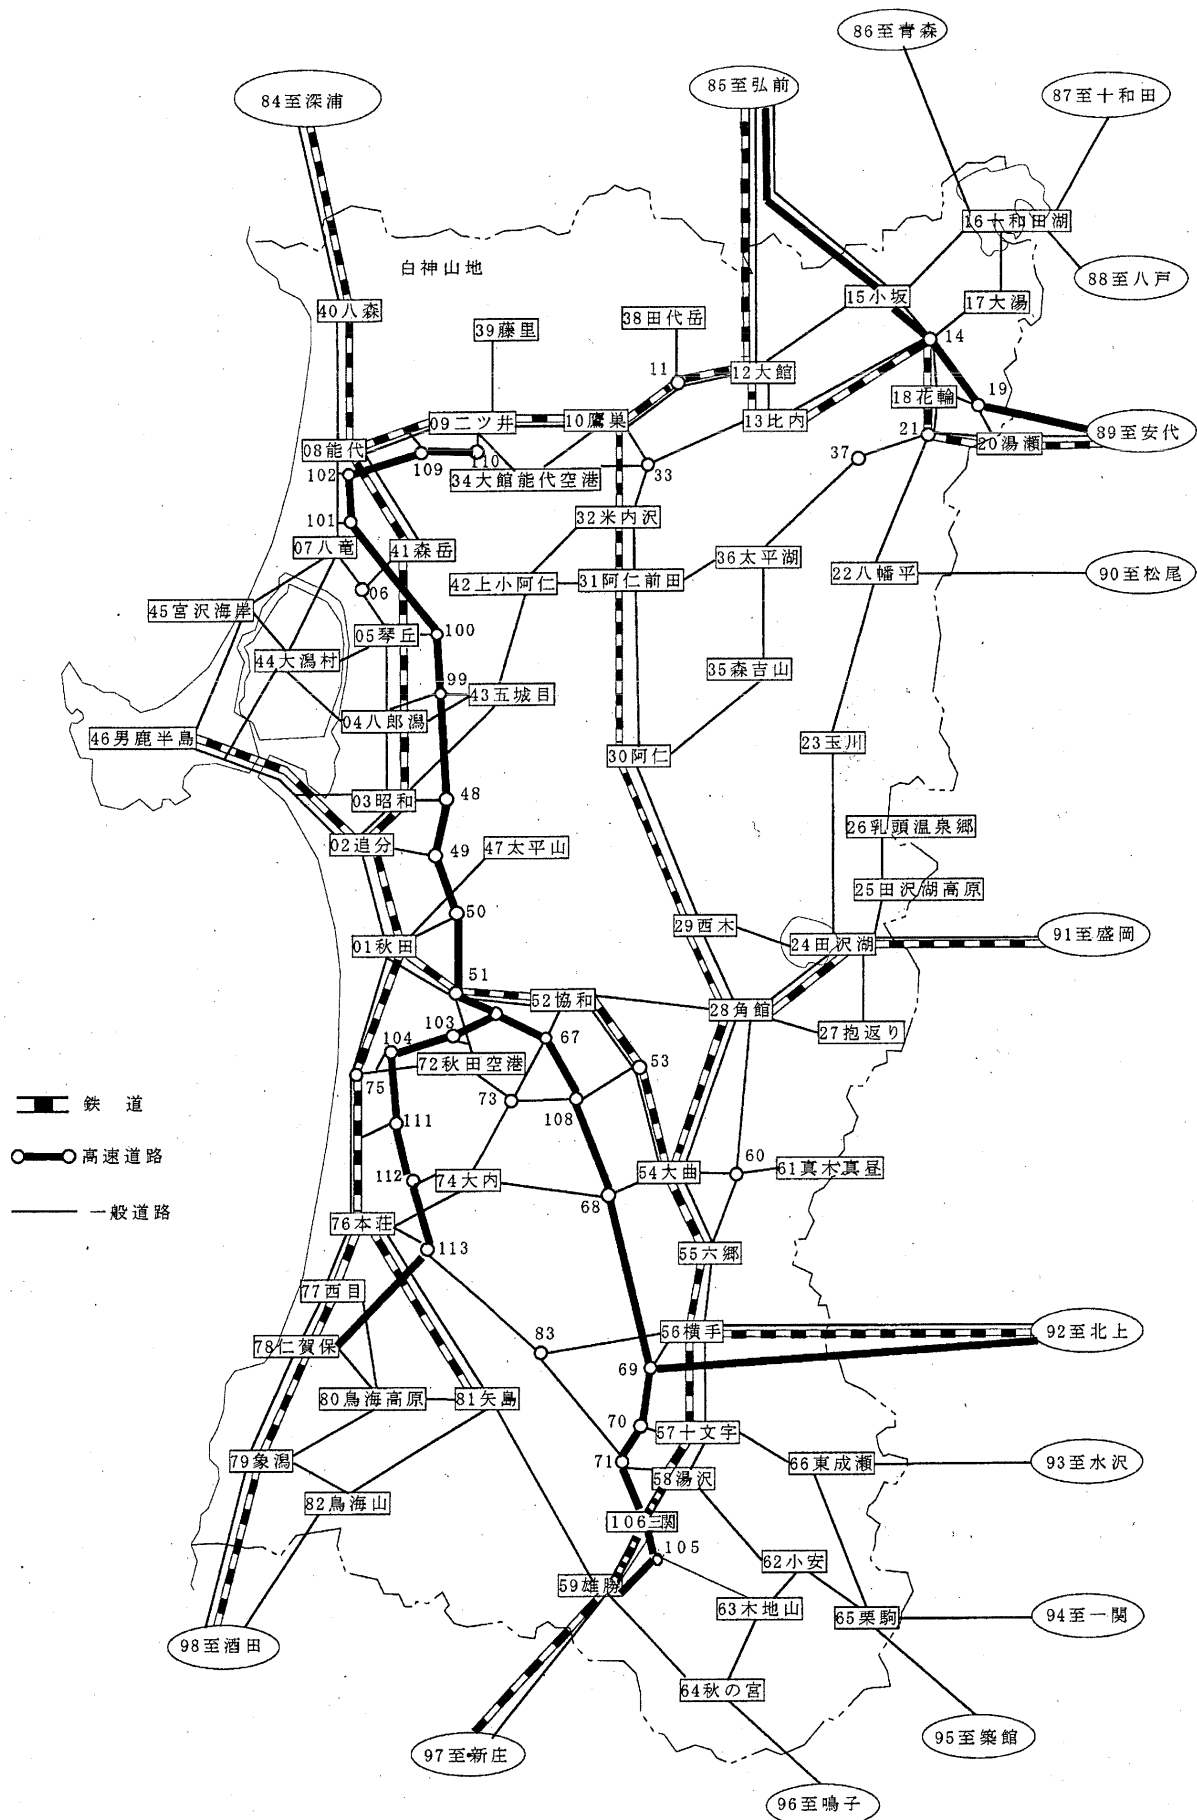 86至青森
85至弘前
87至十和田
84至深浦
16十和田湖
白神山地
88至八戸
15小坂
17大湯
40八森
38田代岳
39藤里
14
11
12大館
18花輪
19
09二ツ井
10鷹巣
13比内
21
89至安代
20湯瀬
08能代
102
109
110
37
34大館能代空港
33
101
32米内沢
07八竜
41森岳
36太平湖
42上小阿仁
31阿仁前田
22八幡平
90至松尾
06
45宮沢海岸
05琴丘
100
44大潟村
35森吉山
99
43五城目
04八郎潟
46男鹿半島
23玉川
30阿仁
03昭和
48
26乳頭温泉郷
02追分
49
47太平山
25田沢湖高原
50
29西木
01秋田
24田沢湖
91至盛岡
51
52協和
28角館
103
67
27抱返り
104
72秋田空港
53
75
73
108
鉄 道
111
高速道路
60
61真木真昼
112
74大内
54大曲
68
一般道路
76本荘
113
55六郷
77西目
56横手
92至北上
78仁賀保
83
69
80鳥海高原
81矢島
70
57十文字
79象潟
71
58湯沢
66東成瀬
93至水沢
82鳥海山
106三関
105
62小安
59雄勝
63木地山
65栗駒
94至一関
98至酒田
64秋の宮
95至築館
97至新庄
96至鳴子